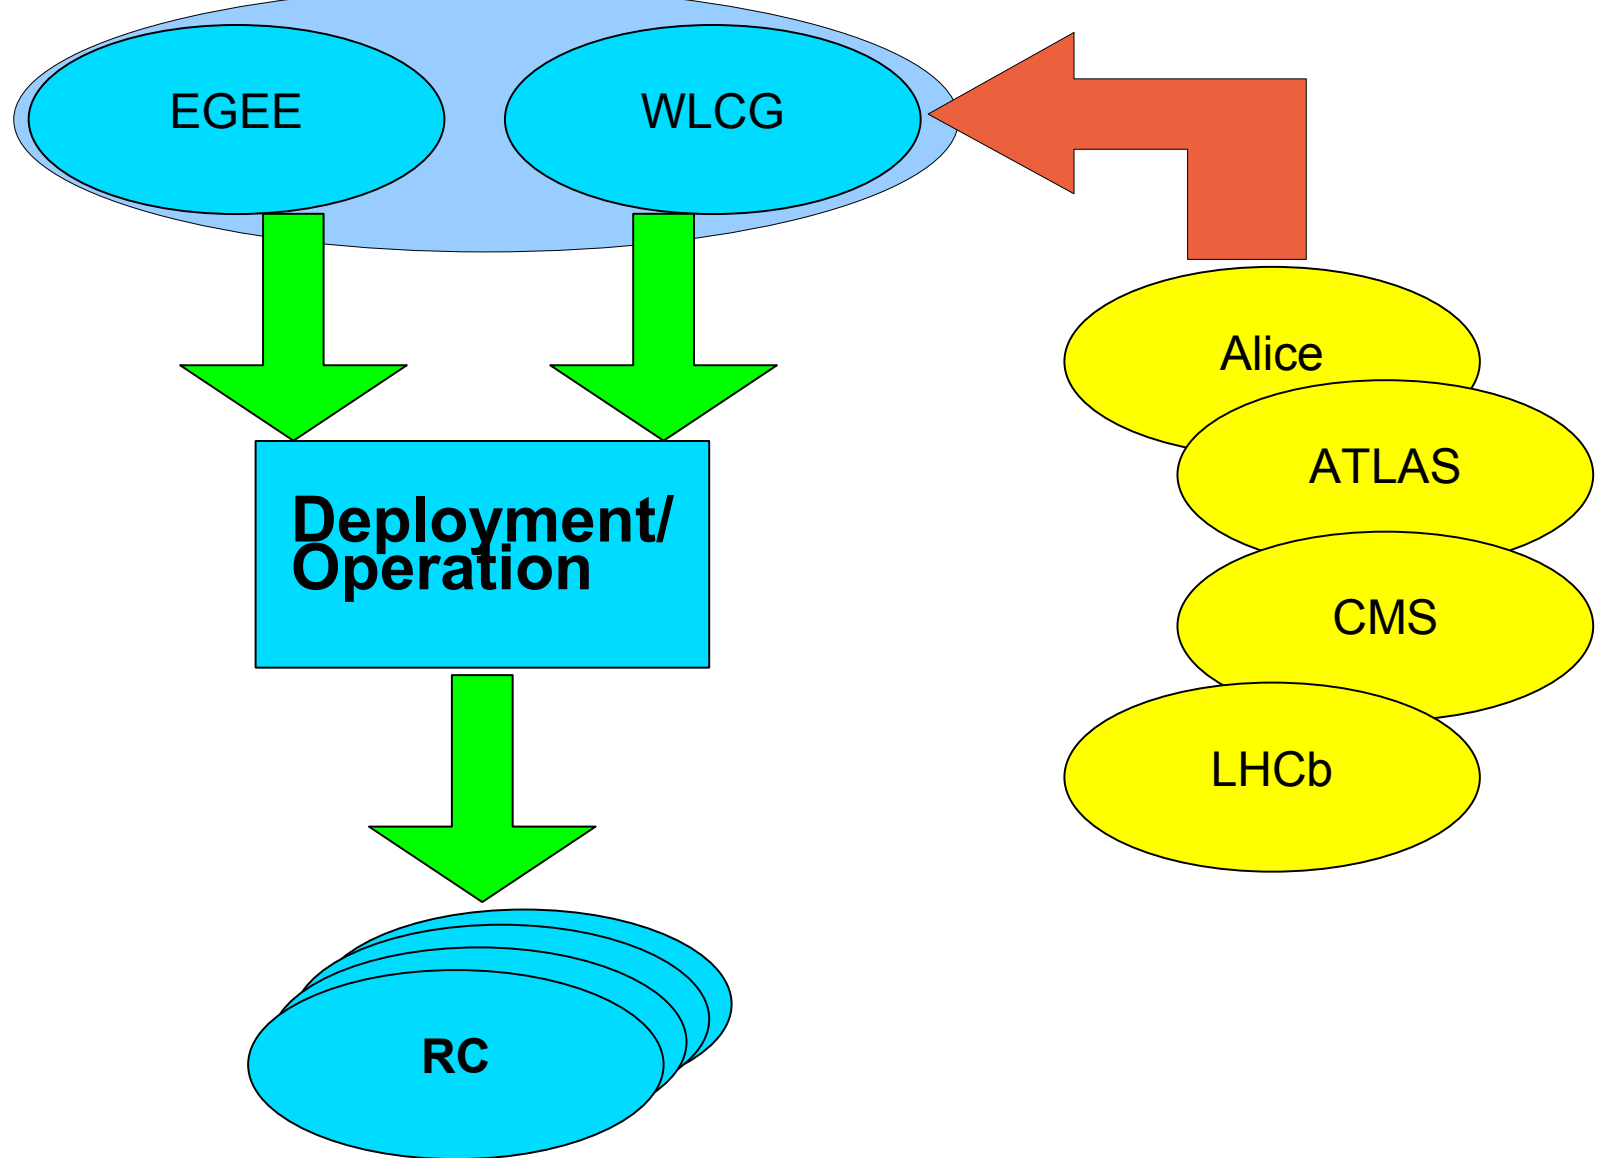 EGEE
WLCG
Alice
ATLAS
Deployment/
Operation
CMS
LHCb
RC